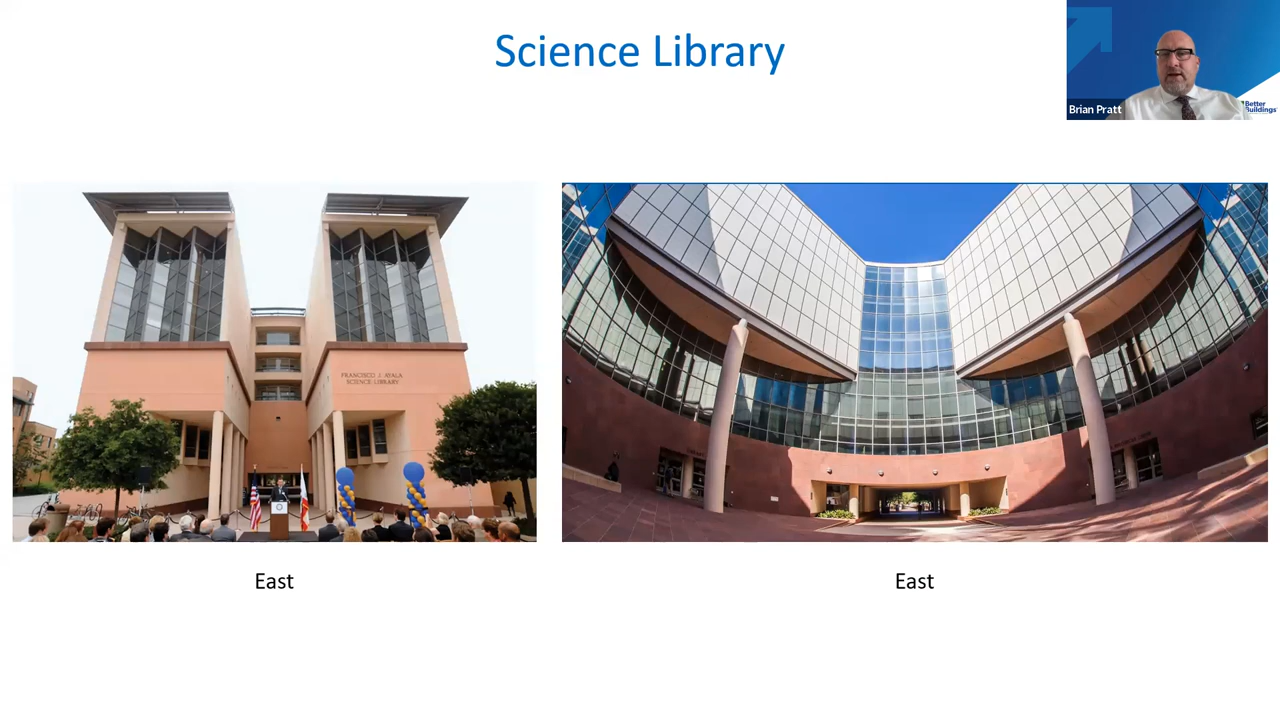 Science Library
Brian Pratt
Better
Buildings
FRANCISCO J. AYALA
SCIENCE LIBRARY
East
East